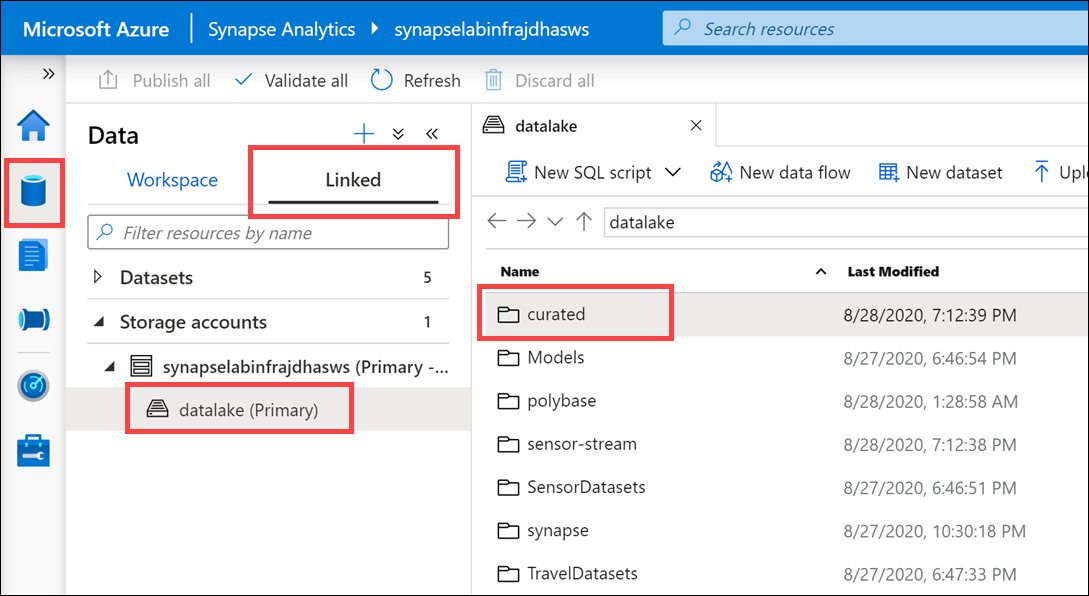 Microsoft Azure Synapse Analytics synapselabinfrajdhasws Search resources
Publish all Validate all Refresh Discard all
Data
Workspace Linked
Filter resources by name
Datasets 5
Storage accounts 1
synapselabinfrajdhasws (Primary -...
datalake (Primary)
datalake
New SQL script New data flow New dataset Uplo
datalake
Name Last Modified
curated 8/28/2020, 7:12:39 PM
Models 8/27/2020, 6:46:54 PM
polybase 8/28/2020, 1:28:58 AM
sensor-stream 8/28/2020, 7:12:38 PM
SensorDatasets 8/27/2020, 6:46:51 PM
synapse 8/27/2020, 10:30:18 PM
TravelDatasets 8/27/2020, 6:47:33 PM